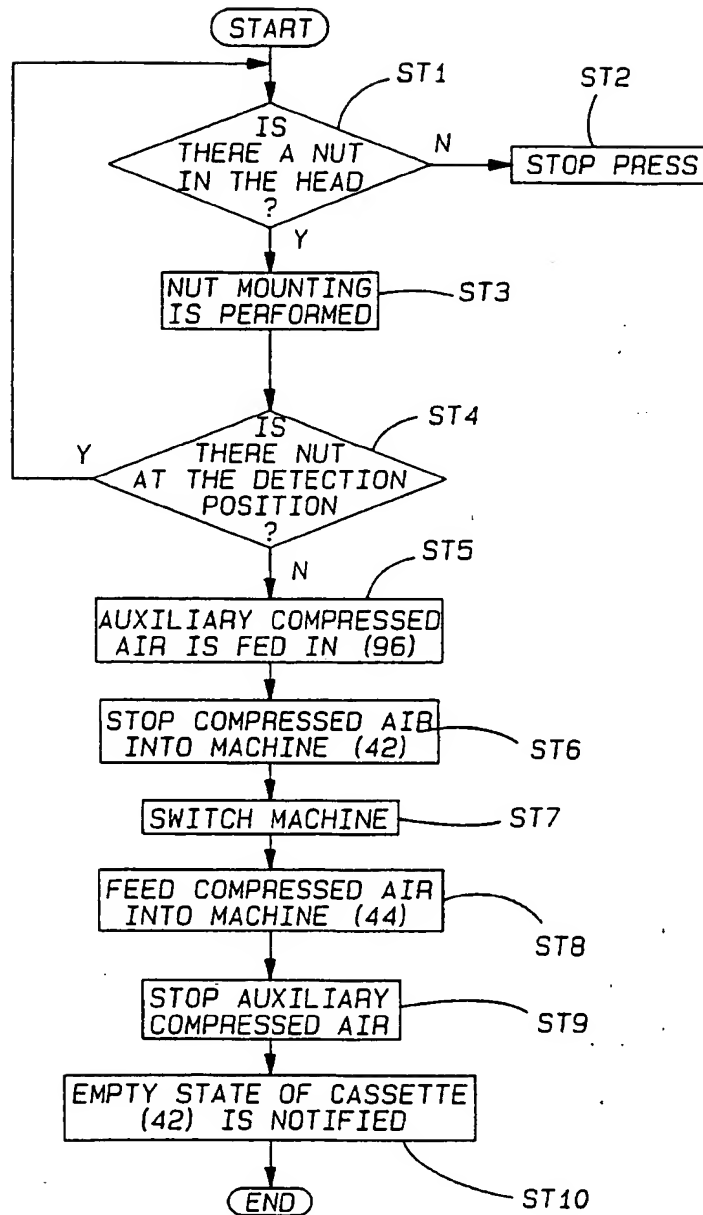 START
ST1
ST2
IS
THERE A NUT
IN THE HEAD
?
N
STOP PRESS
Y
NUT MOUNTING
IS PERFORMED
ST3
ST4
Y
IS
THERE NUT
AT THE DETECTION
POSITION
?
N
ST5
AUXILIARY COMPRESSED
AIR IS FED IN (96)
STOP COMPRESSED AIR
INTO MACHINE (42)
ST6
SWITCH MACHINE
ST7
FEED COMPRESSED AIR
INTO MACHINE (44)
ST8
STOP AUXILIARY
COMPRESSED AIR
ST9
EMPTY STATE OF CASSETTE
(42) IS NOTIFIED
ST10
END